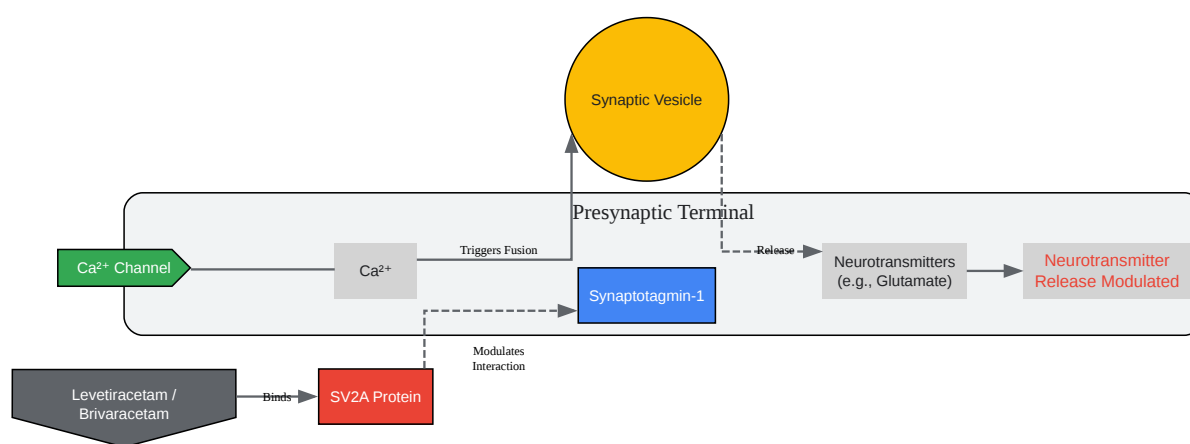 Synaptic Vesicle
Presynaptic Terminal
Ca²⁺ Channel
Ca²⁺
Triggers Fusion
Release
Neurotransmitters
(e.g., Glutamate)
Neurotransmitter
Release Modulated
Synaptotagmin-1
Modulates
Interaction
Levetiracetam /
Brivaracetam
Binds
SV2A Protein